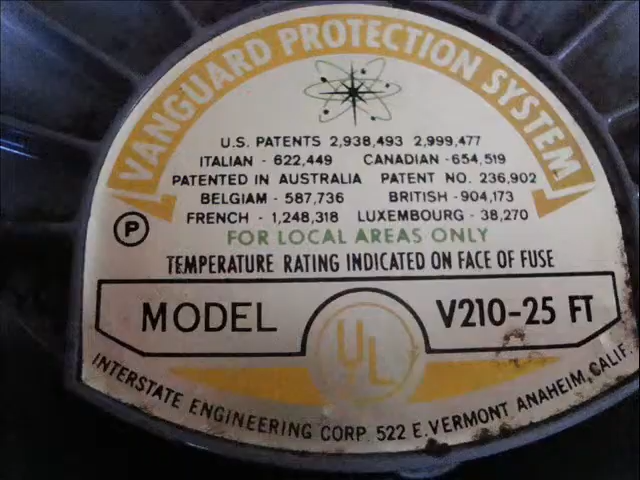 VANGUARD PROTECTION SYSTEM
U.S. PATENTS 2,938,493 2,999,477
ITALIAN - 622,449 CANADIAN - 654,519
PATENTED IN AUSTRALIA PATENT NO. 236,902
BELGIAM - 587,736 BRITISH - 904,173
FRENCH - 1,248,318 LUXEMBOURG - 38,270
P
FOR LOCAL AREAS ONLY
TEMPERATURE RATING INDICATED ON FACE OF FUSE
MODEL V210-25 FT
UL
INTERSTATE ENGINEERING CORP. 522 E. VERMONT ANAHEIM, CALIF.